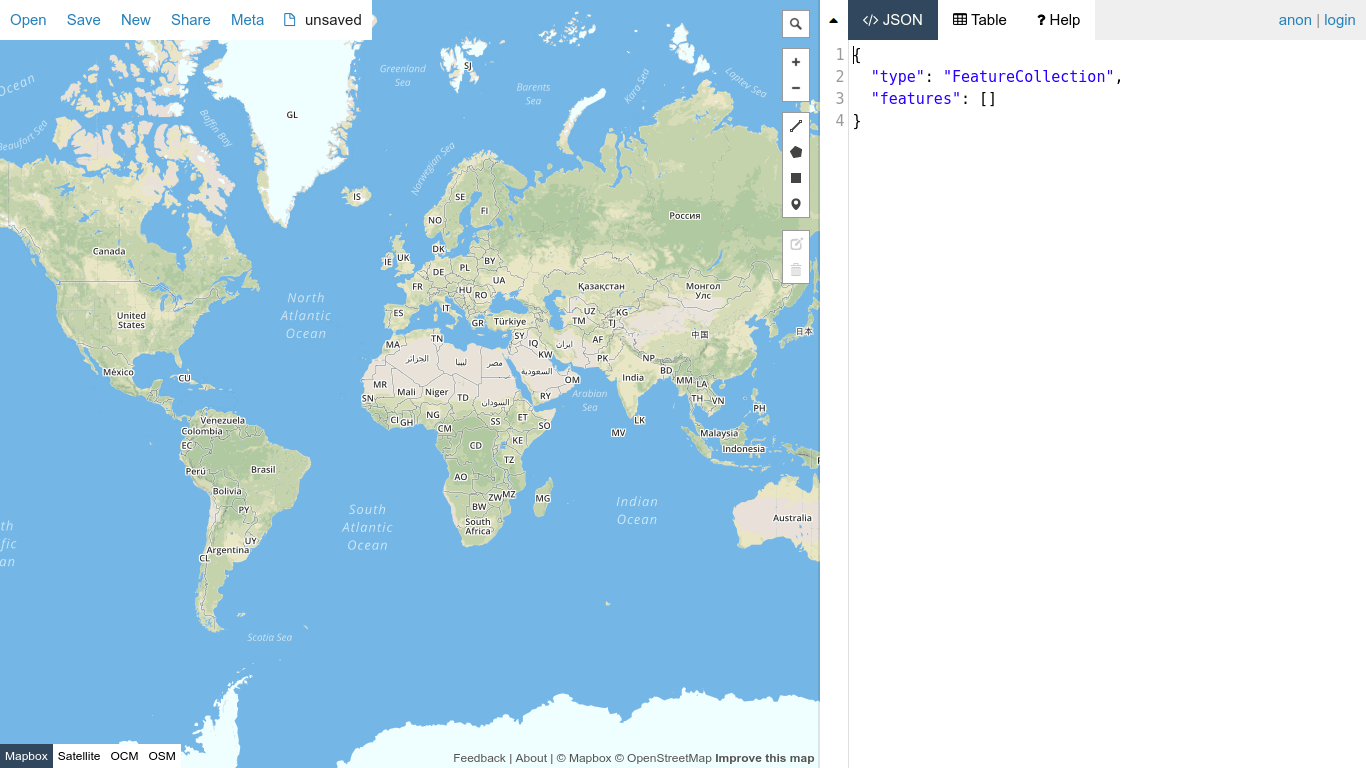 Open Save New Share Meta unsaved
JSON Table Help anon | login
1 {
2 "type": "FeatureCollection",
3 "features": []
4 }
+
−
Ocean
Greenland
Sea
SJ
Barents
Sea
Kara Sea
Laptev Sea
Beaufort Sea
Baffin Bay
GL
Norwegian Sea
IS
SE
FI
NO
Россия
DK
Canada
IE
UK
BY
PL
DE
UA
FR
HU
RO
Қазақстан
Монгол
Улс
North
Atlantic
Ocean
IT
ES
United
States
GR
Türkiye
UZ
KG
TM
TJ
日本
中国
TN
MA
SY
IQ
AF
ایران
KW
PK
NP
الجزائر
ليبيا
مصر
السعودية
BD
India
MM
LA
México
CU
MR
Mali
Niger
TD
OM
RY
Arabian
Sea
SN
السودان
TH
VN
PH
Venezuela
Colombia
CI
GH
NG
CM
SS
ET
SO
LK
MV
Malaysia
Indonesia
EC
CD
KE
TZ
Perú
Brasil
AO
Bolivia
ZW
MZ
MG
PY
BW
South
Africa
South
Atlantic
Ocean
Indian
Ocean
Australia
UY
Argentina
CL
Scotia Sea
Mapbox Satellite OCM OSM
Feedback | About | © Mapbox © OpenStreetMap Improve this map